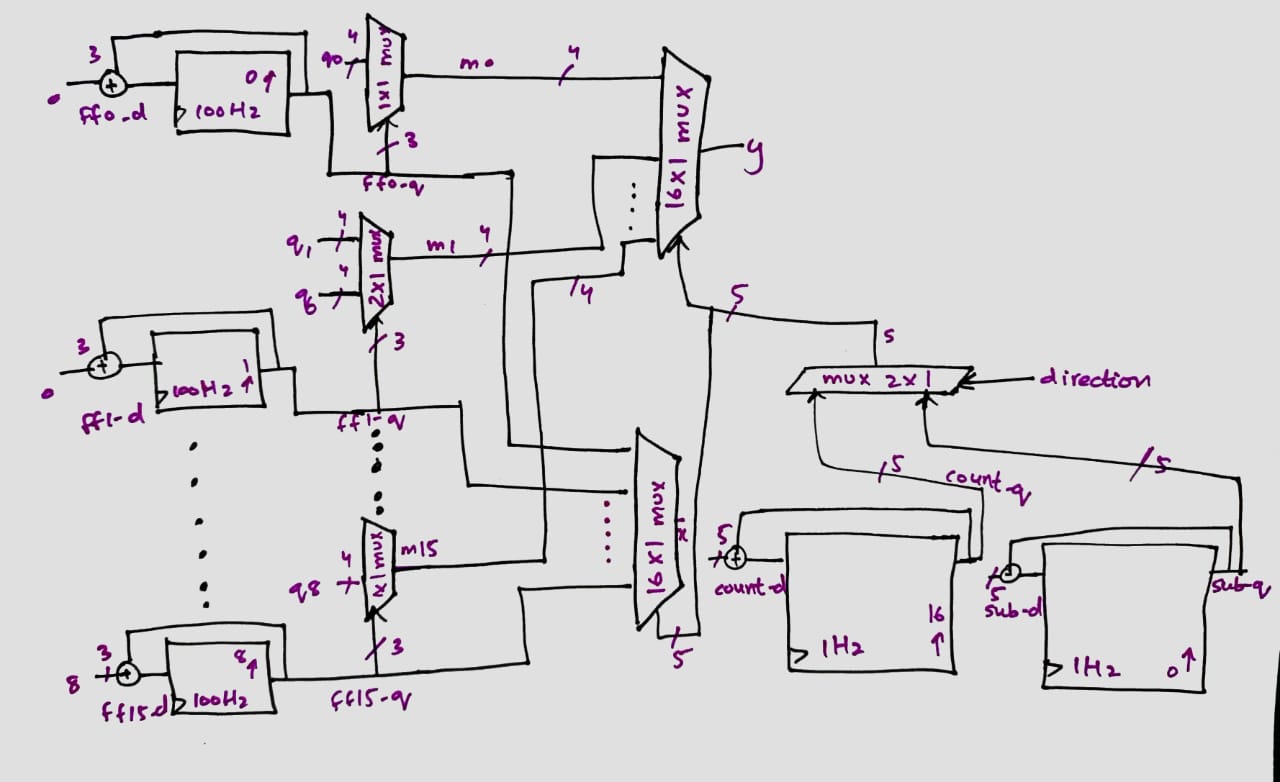 3
0↑
100Hz
ff0-d
4
q0
1x1 mux
m0
4
3
ff0-q
16x1 mux
y
4
q1
4
q6
2x1 mux
m1
4
3
4
5
s
mux 2x1
direction
3
1↑
100Hz
ff1-d
ff1-q
5
count-q
5
16x1 mux
5
4
q8
1x1 mux
m15
3
5
count-d
16
↑
1Hz
5
sub-d
sub-q
0↑
1Hz
3
8
8↑
100Hz
ff15-d
ff15-q